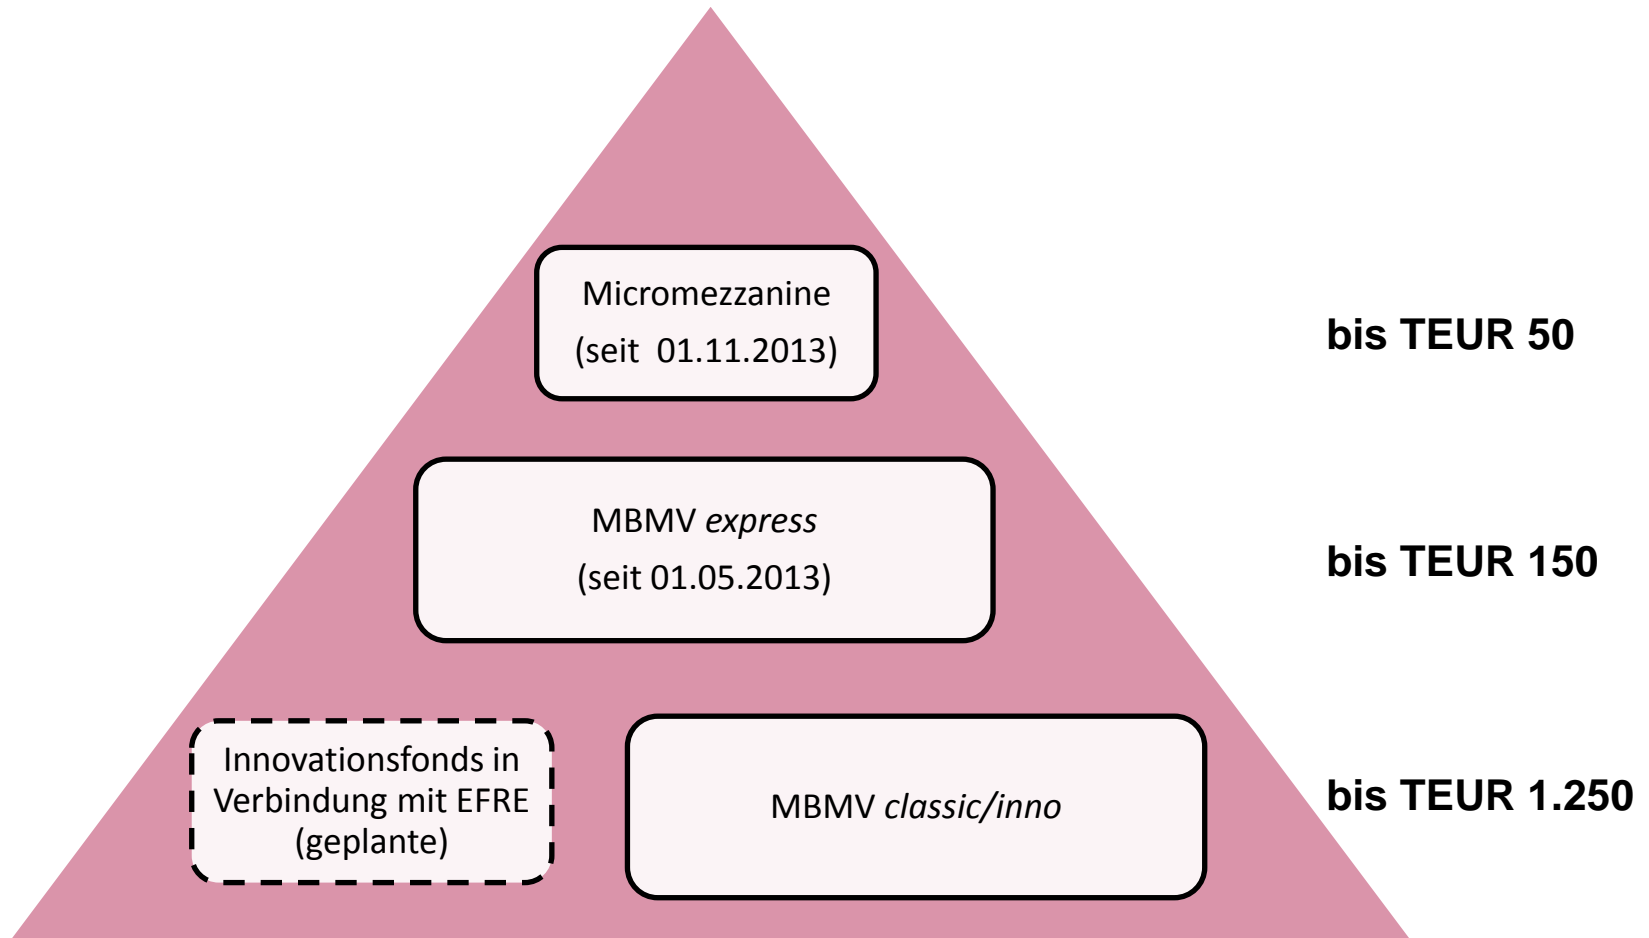 Micromezzanine
(seit 01.11.2013)
bis TEUR 50
MBMV express
(seit 01.05.2013)
bis TEUR 150
Innovationsfonds in
Verbindung mit EFRE
(geplante)
MBMV classic/inno
bis TEUR 1.250